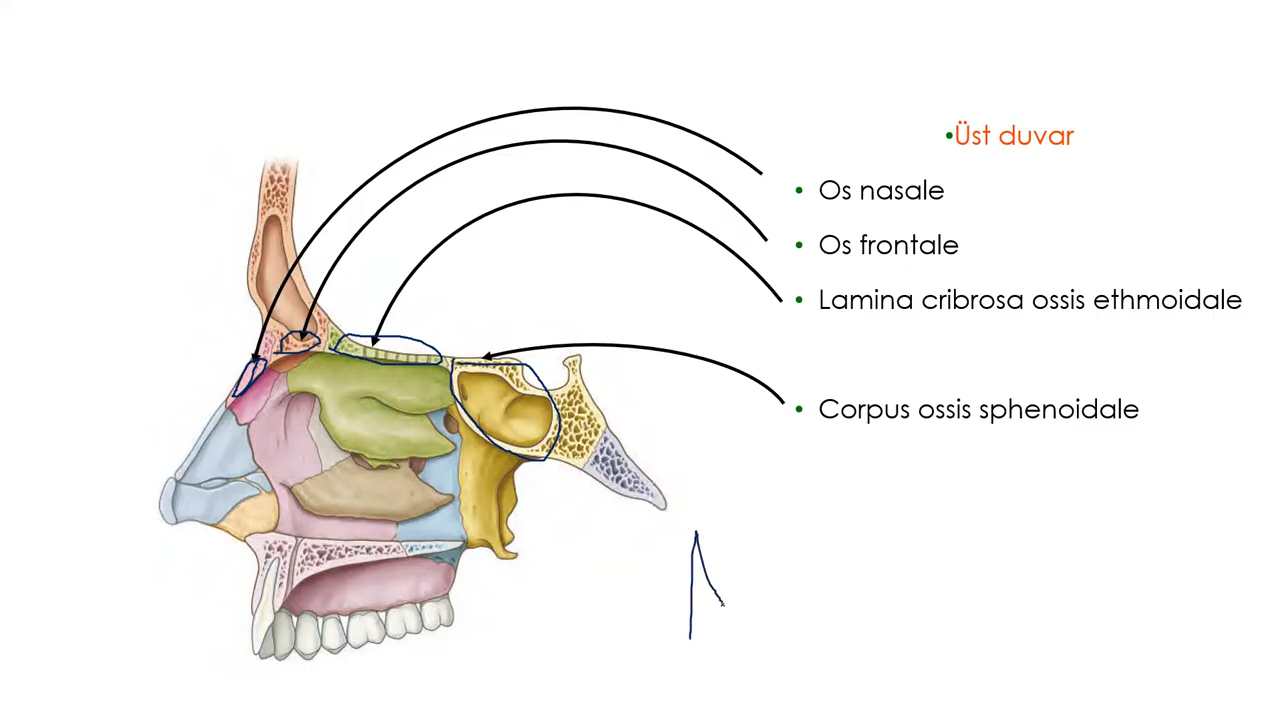 •Üst duvar
• Os nasale
• Os frontale
• Lamina cribrosa ossis ethmoidale
• Corpus ossis sphenoidale